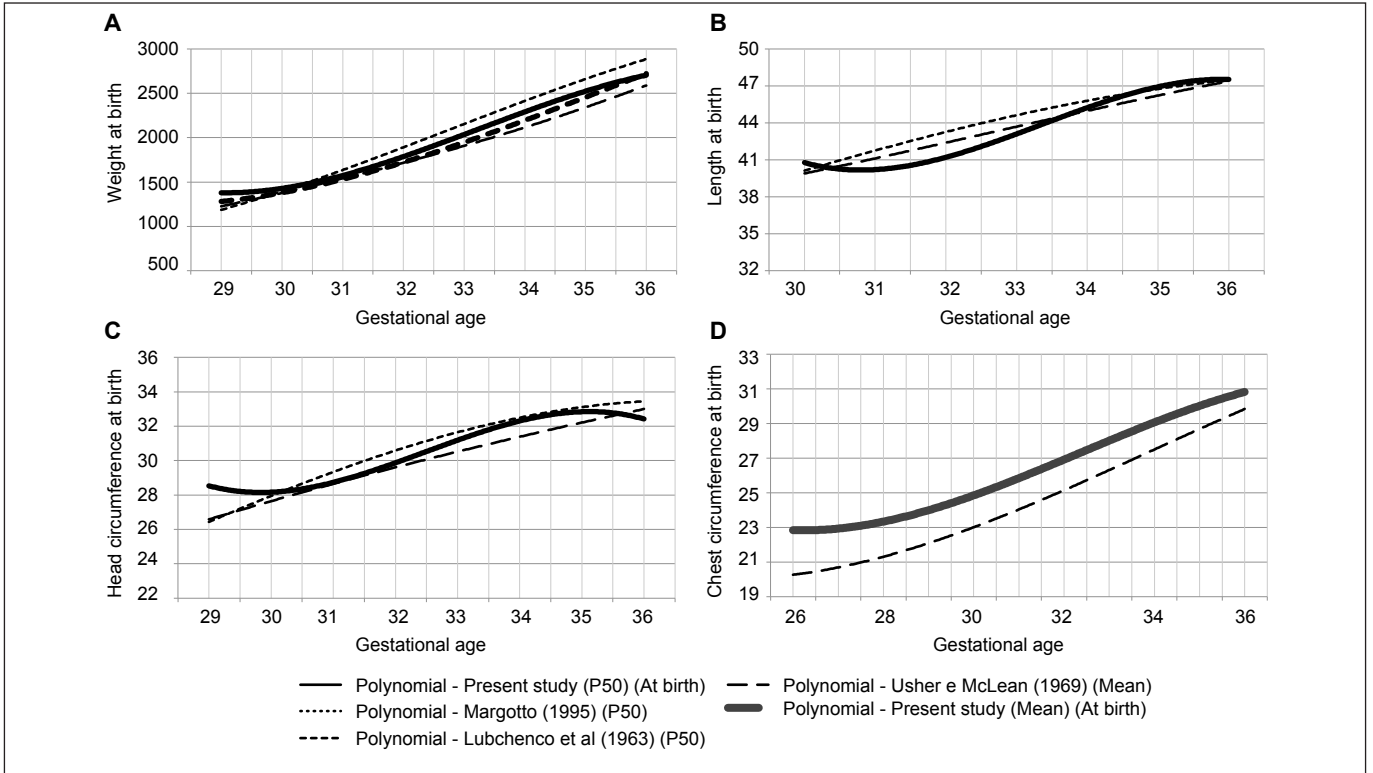 A
Weight at birth
3000
2500
2000
1500
1000
500
29 30 31 32 33 34 35 36
Gestational age
B
Length at birth
50
47
44
41
38
35
32
30 31 32 33 34 35 36
Gestational age
C
Head circumference at birth
36
34
32
30
28
26
24
22
29 30 31 32 33 34 35 36
Gestational age
D
Chest circumference at birth
33
31
29
27
25
23
21
19
26 28 30 32 34 36
Gestational age
Polynomial - Present study (P50) (At birth)
Polynomial - Margotto (1995) (P50)
Polynomial - Lubchenco et al (1963) (P50)
Polynomial - Usher e McLean (1969) (Mean)
Polynomial - Present study (Mean) (At birth)